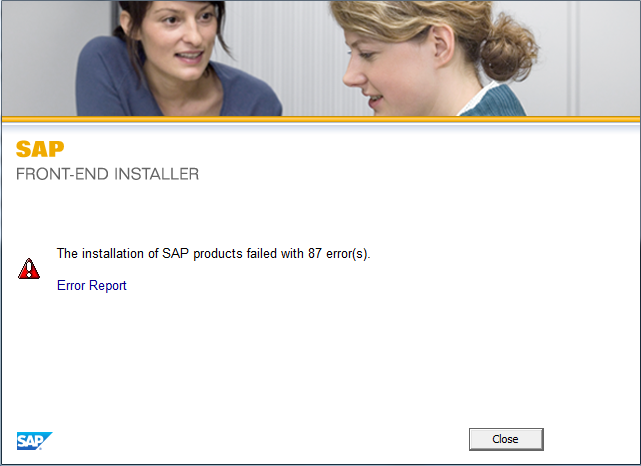 SAP
FRONT-END INSTALLER
The installation of SAP products failed with 87 error(s).
Error Report
SAP
Close